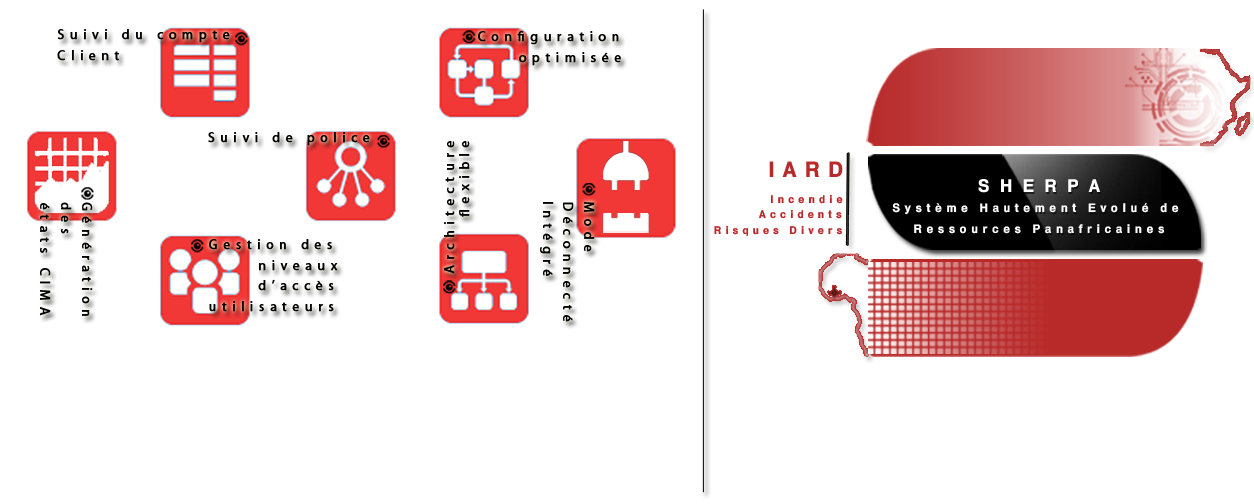 Suivi du compte
Client
Configuration
optimisée
Suivi de police
Génération
des
états CIMA
Gestion des
niveaux
d'accès
utilisateurs
Architecture
flexible
Mode
Déconnecté
Intégré
IARD
Incendie
Accidents
Risques Divers
SHERPA
Système Hautement Evolué de
Ressources Panafricaines